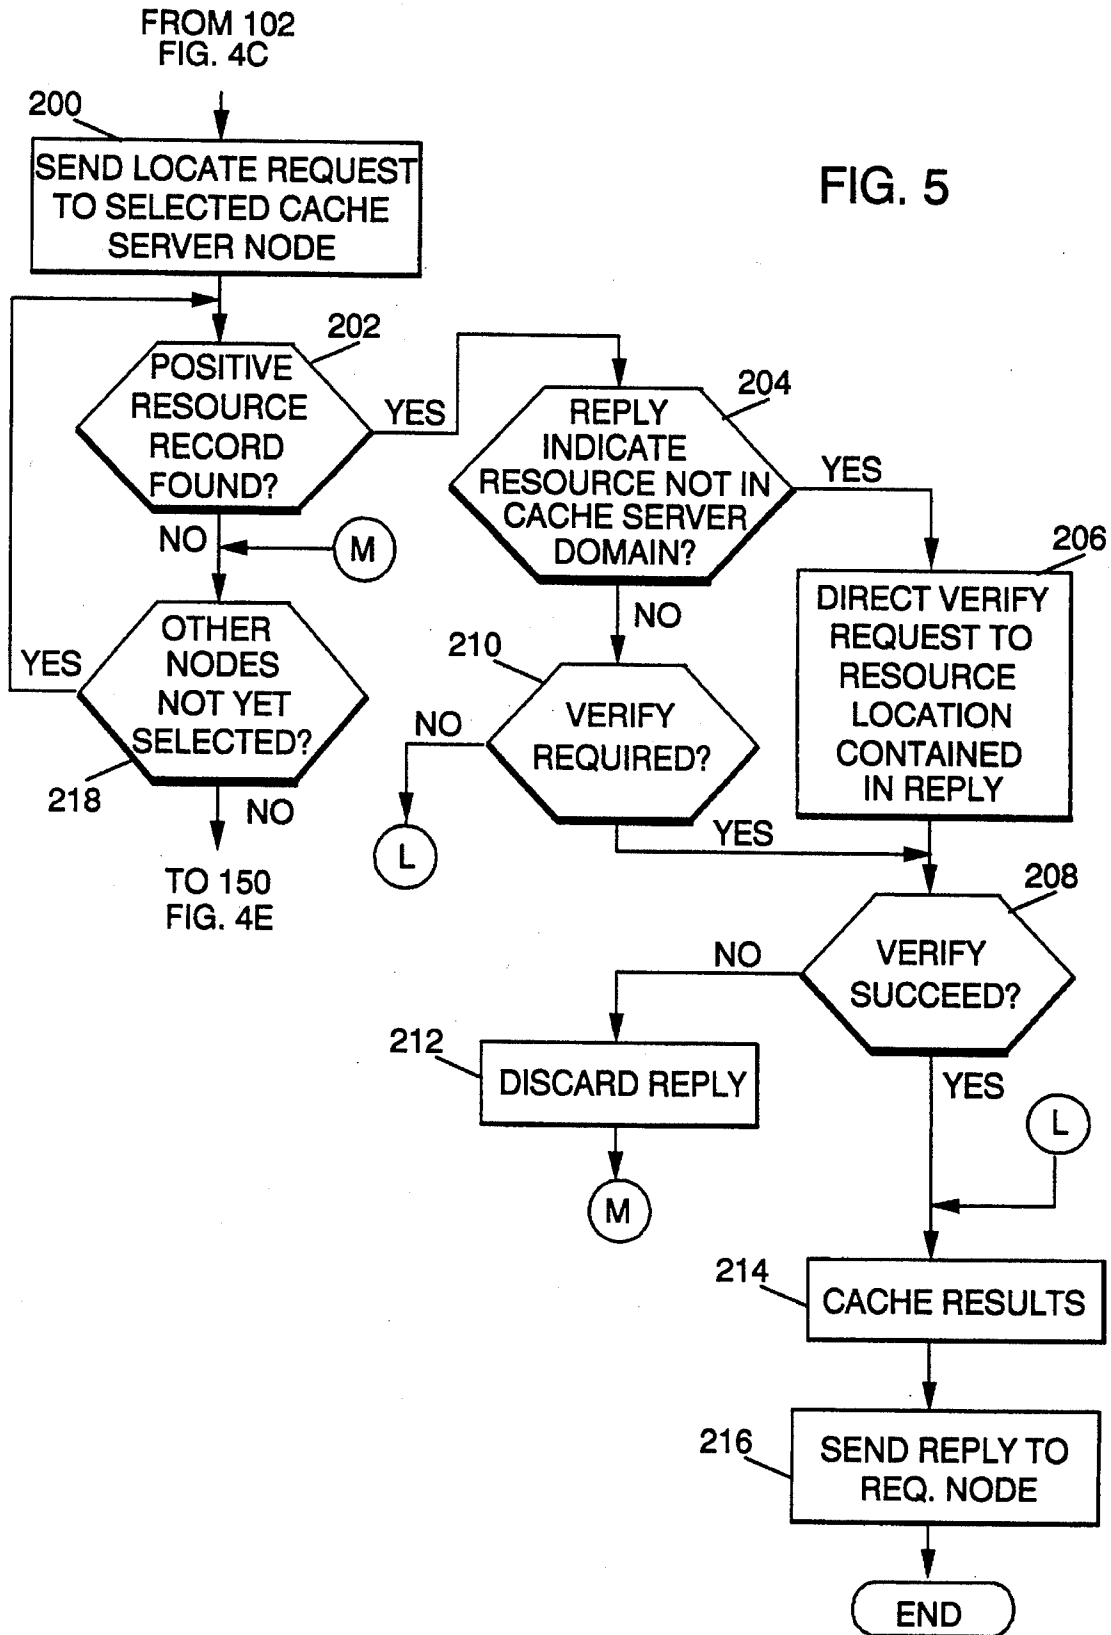 FROM 102
FIG. 4C
200
SEND LOCATE REQUEST
TO SELECTED CACHE
SERVER NODE
FIG. 5
202
POSITIVE
RESOURCE
RECORD
FOUND?
YES
NO
M
204
REPLY
INDICATE
RESOURCE NOT IN
CACHE SERVER
DOMAIN?
YES
NO
206
DIRECT VERIFY
REQUEST TO
RESOURCE
LOCATION
CONTAINED
IN REPLY
OTHER
NODES
NOT YET
SELECTED?
YES
218
NO
TO 150
FIG. 4E
210
VERIFY
REQUIRED?
NO
L
YES
208
VERIFY
SUCCEED?
NO
YES
212
DISCARD REPLY
M
L
214
CACHE RESULTS
216
SEND REPLY TO
REQ. NODE
END